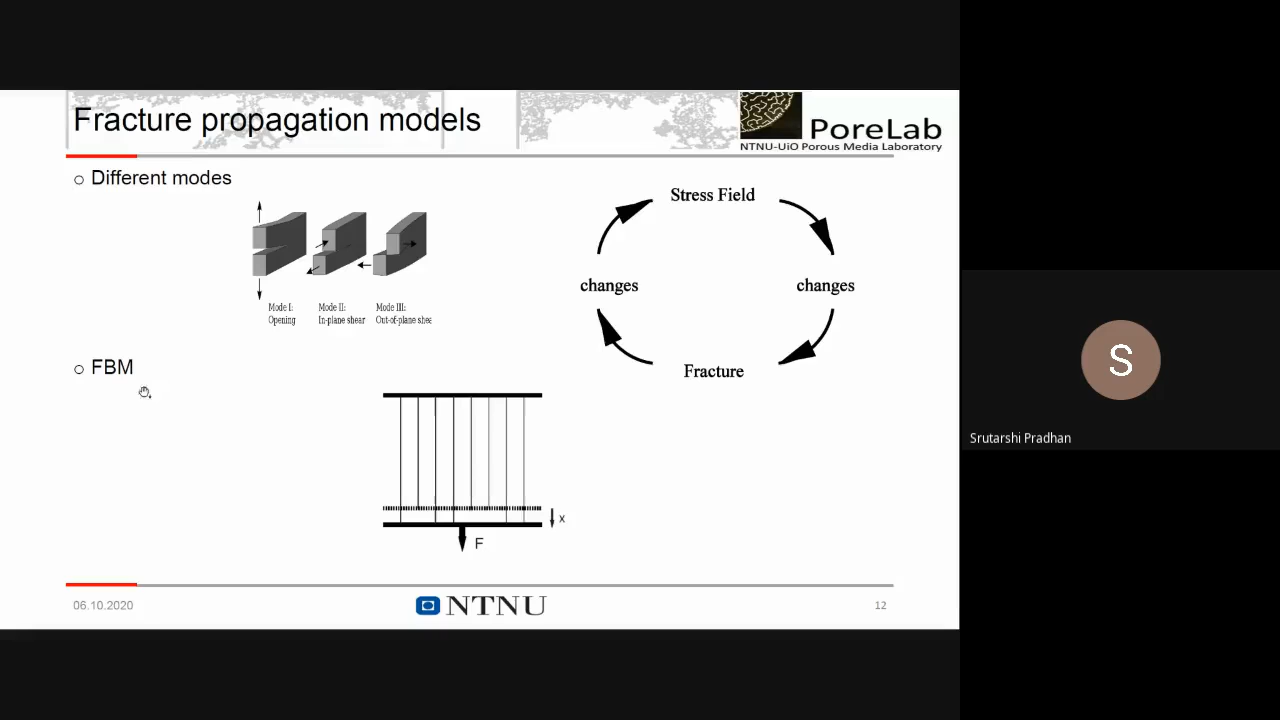 Fracture propagation models
PoreLab
NTNU-UiO Porous Media Laboratory
Different modes
Mode I:
Opening
Mode II:
In-plane shear
Mode III:
Out-of-plane shea
Stress Field
changes
changes
Fracture
FBM
x
F
06.10.2020
NTNU
12
S
Srutarshi Pradhan